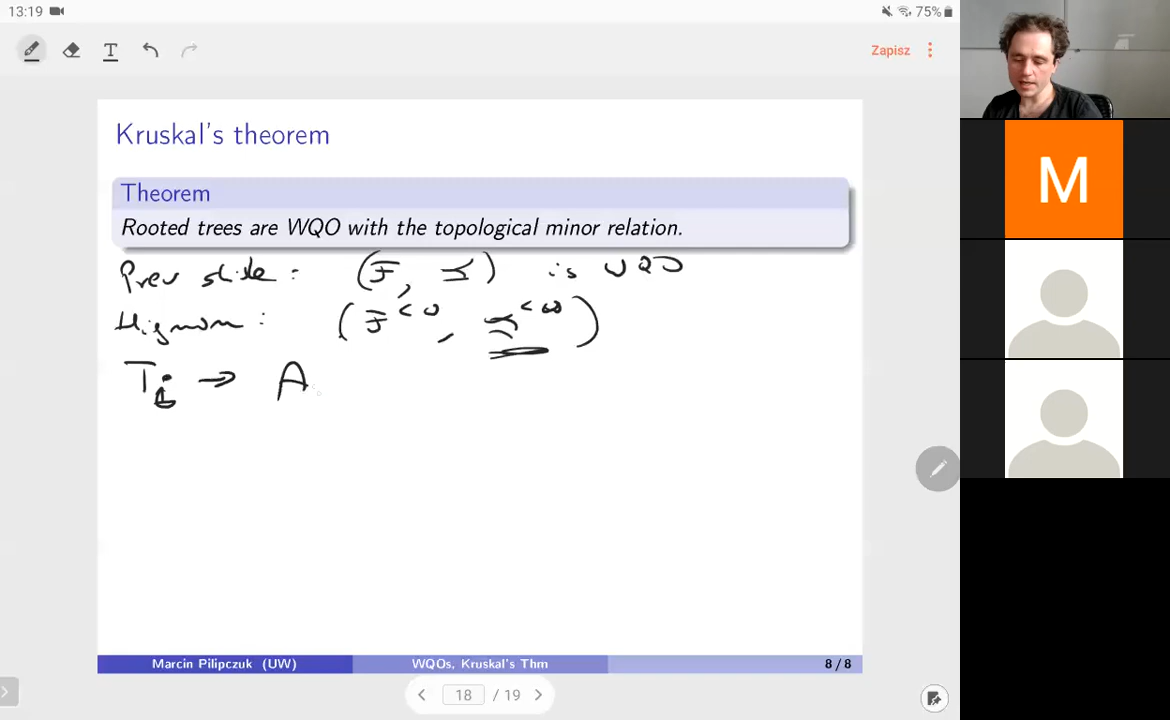 13:19
75%
Zapisz
Kruskal's theorem
Theorem
Rooted trees are WQO with the topological minor relation.
Prev slide: (F, ⪯) is WQO
Higman: (F^{<ω}, ⪯^{<ω})
T_i → A
Marcin Pilipczuk (UW) WQOs, Kruskal's Thm 8 / 8
18 / 19
M